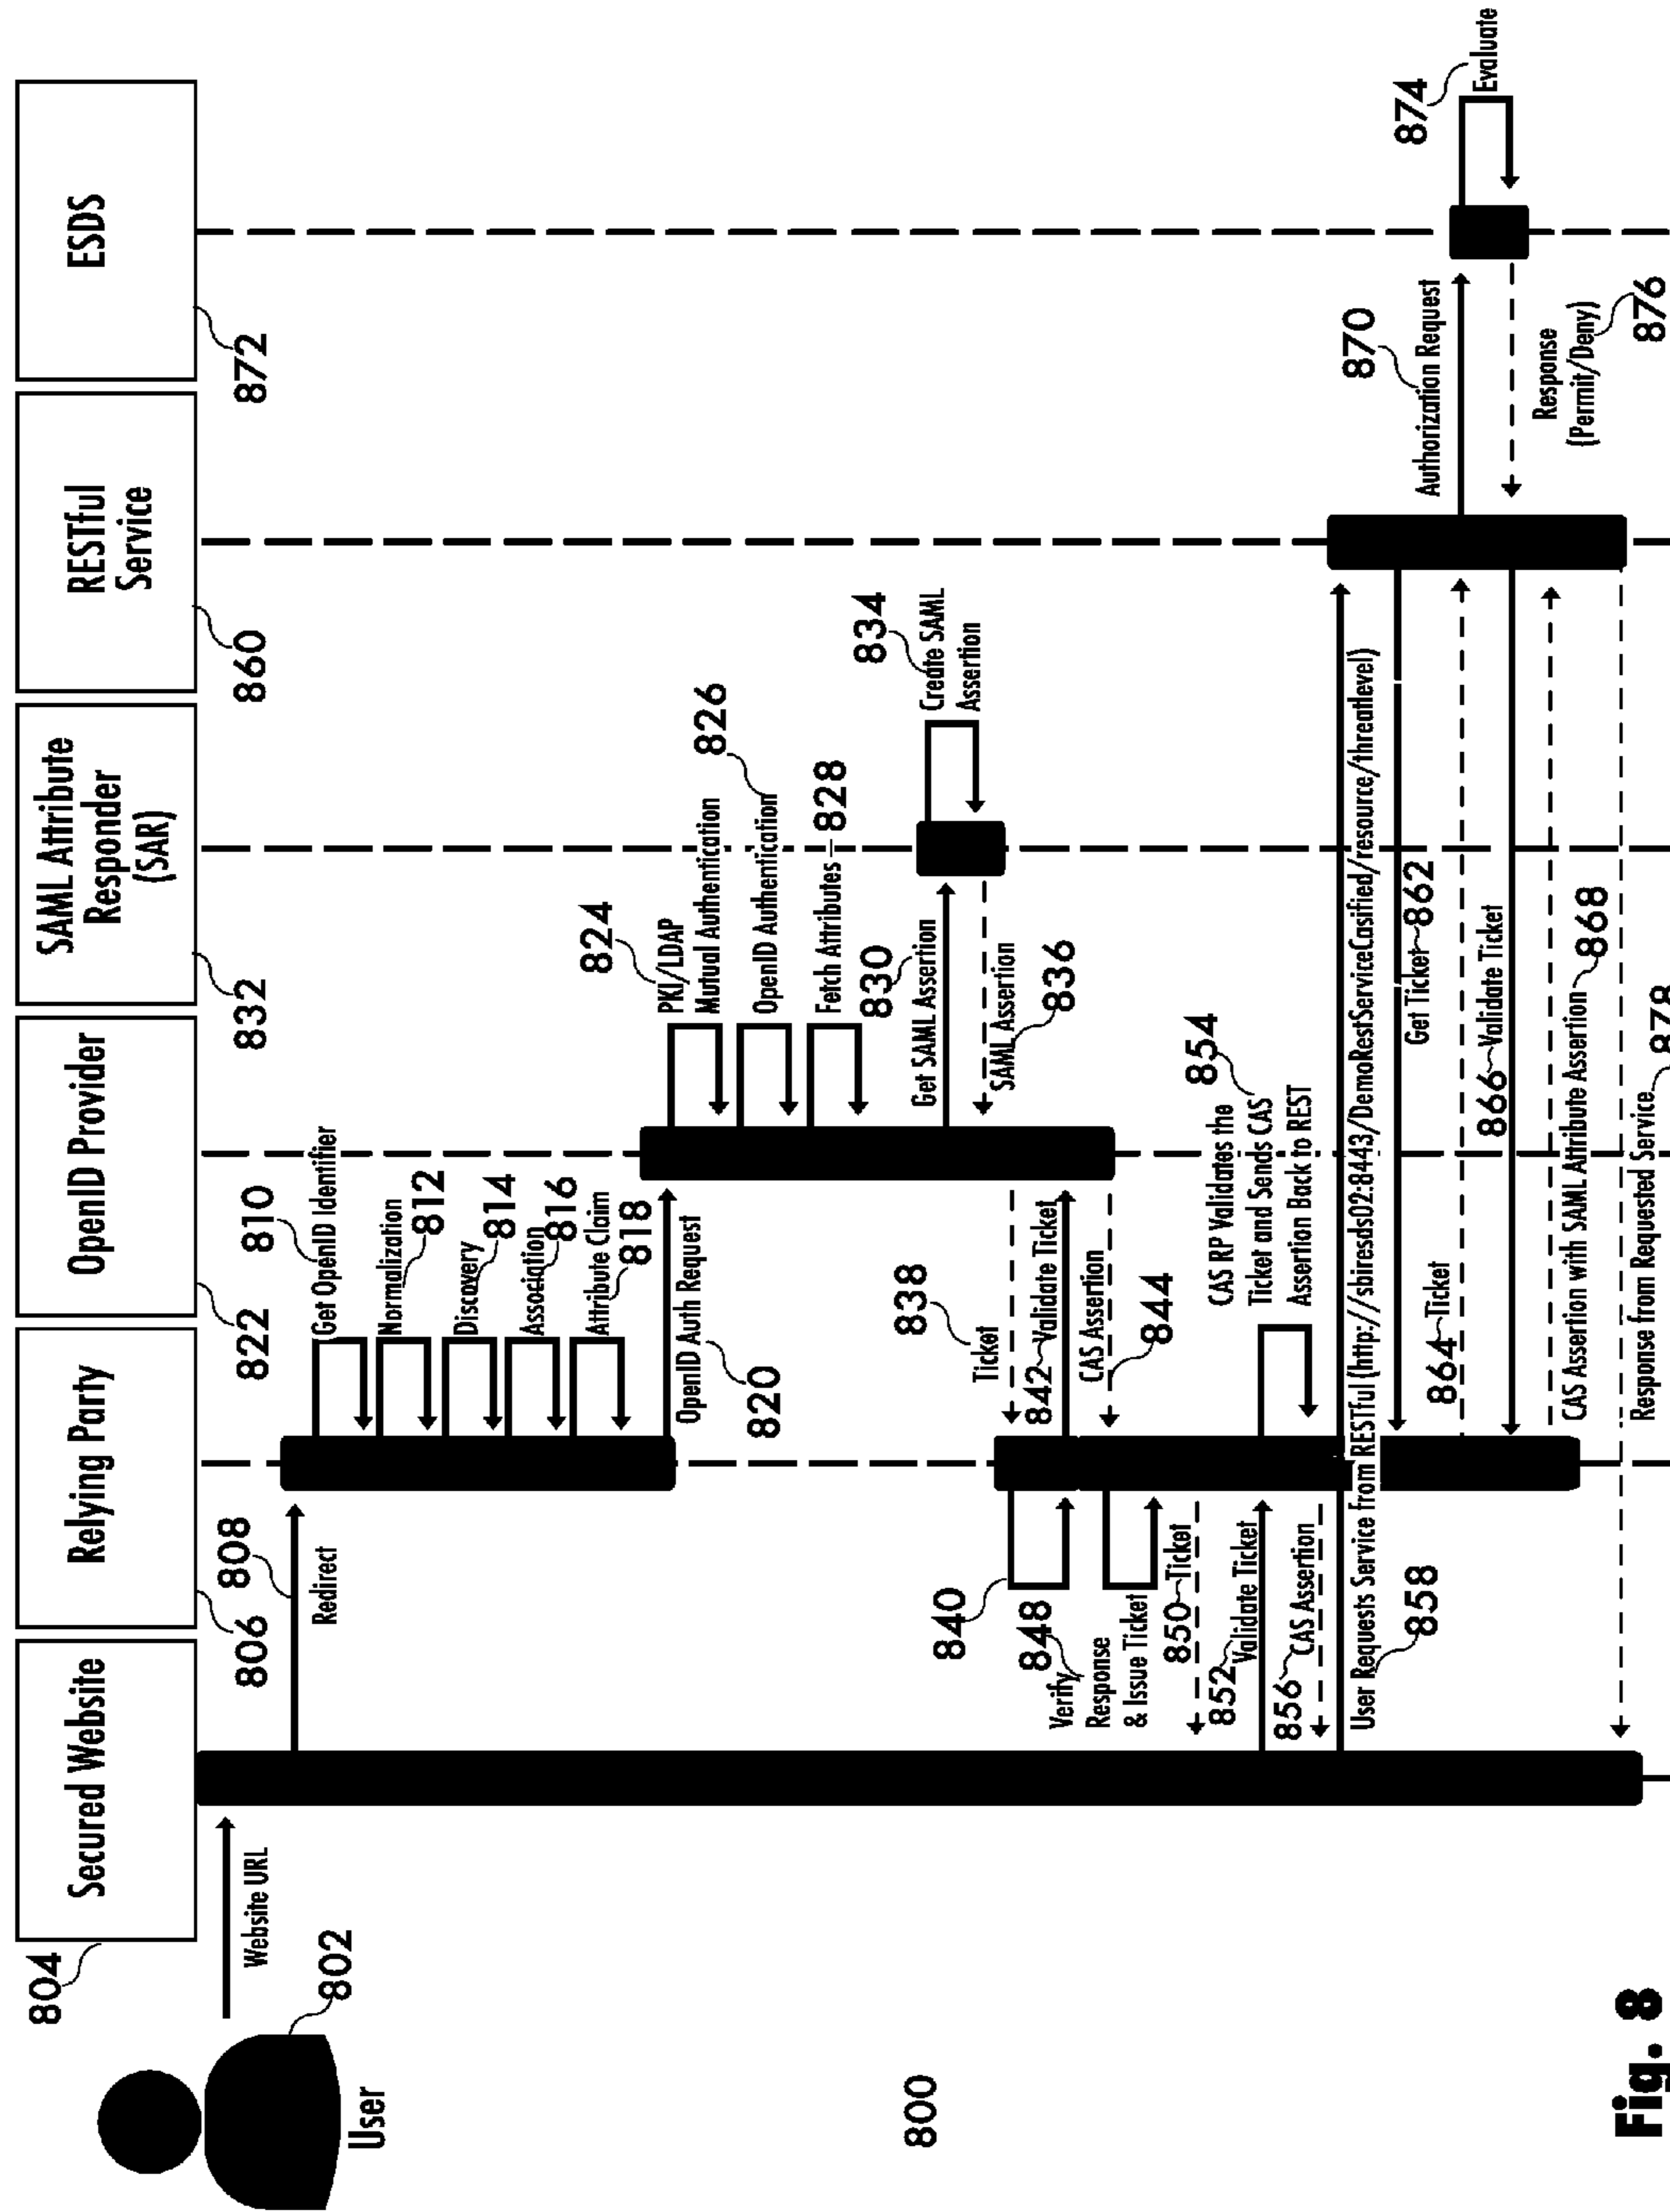 804
Secured Website
806
Relying Party
822
OpenID Provider
832
SAML Attribute
Responder
(SAR)
860
RESTful
Service
872
ESDS
User
802
Website URL
808
Redirect
810
Get OpenID Identifier
Normalization
812
Discovery
814
Association
816
Attribute Claim
818
OpenID Auth Request
820
824
PKI/LDAP
Mutual Authentication
826
OpenID Authentication
Fetch Attributes
828
830
Get SAML Assertion
834
Create SAML
Assertion
SAML Assertion
836
838
Ticket
840
842
Validate Ticket
CAS Assertion
844
848
Verify
Response
& Issue Ticket
850
Ticket
852
Validate Ticket
854
CAS RP Validates the
Ticket and Sends CAS
Assertion Back to REST
856
CAS Assertion
User Requests Service from RESTful (http://sbiresds02:8443/DemoRestServiceCasified/resource/threatlevel)
858
Get Ticket
862
864
Ticket
870
Authorization Request
874
Evaluate
866
Validate Ticket
Response
(Permit/Deny)
876
CAS Assertion with SAML Attribute Assertion
868
Response from Requested Service
878
800
Fig. 8